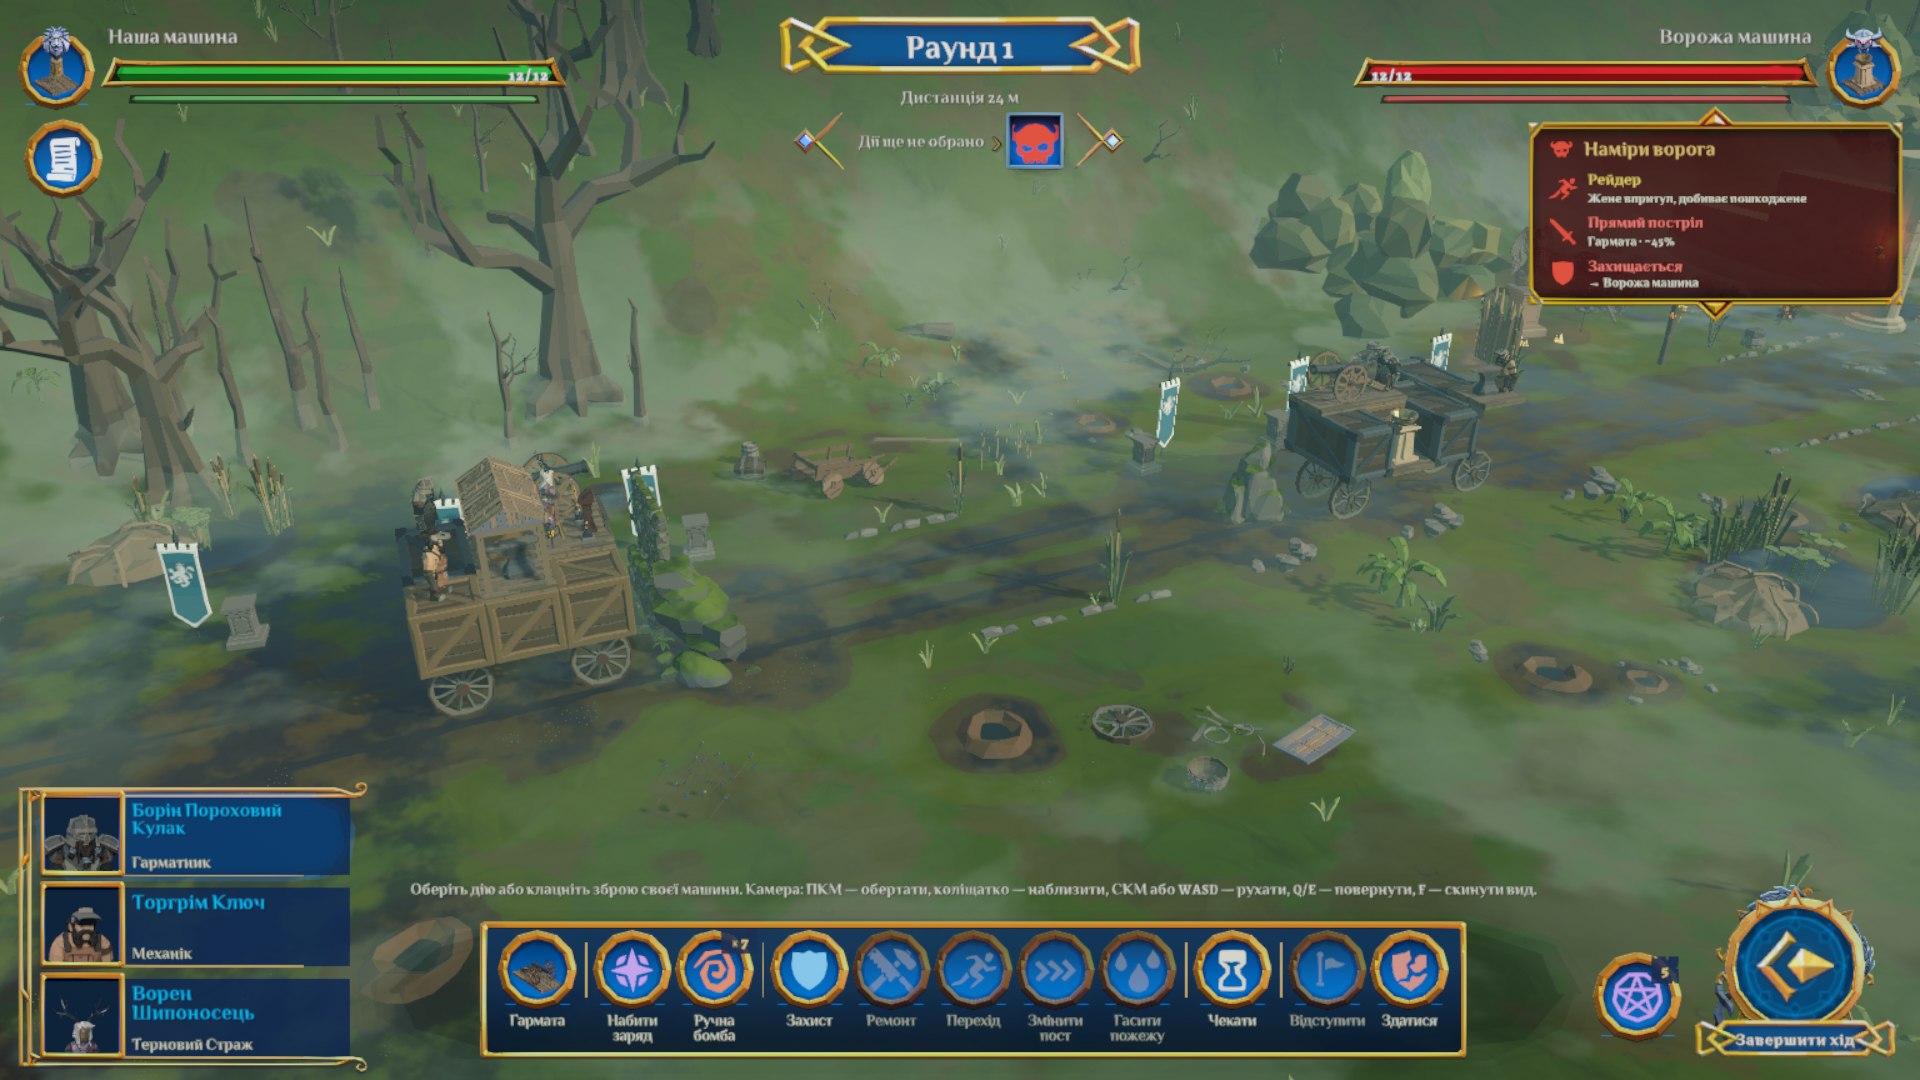 Наша машина
12/12
Раунд 1
Дистанція 24 м
Дії ще не обрано
Ворожа машина
12/12
Наміри ворога
Рейдер
Жене впритул, добиває пошкоджене
Прямий постріл
Гармата · ~45%
Захищається
→ Ворожа машина
Борін Пороховий
Кулак
Гарматник
Торгрім Ключ
Механік
Ворен
Шипоносець
Терновий Страж
Оберіть дію або клацніть зброю своєї машини. Камера: ПКМ — обертати, коліщатко — наблизити, СКМ або WASD — рухати, Q/E — повернути, F — скинути вид.
Гармата
Набити
заряд
×7
Ручна
бомба
Захист
Ремонт
Перехід
Змінити
пост
Гасити
пожежу
Чекати
Відступити
Здатися
5
Завершити хід